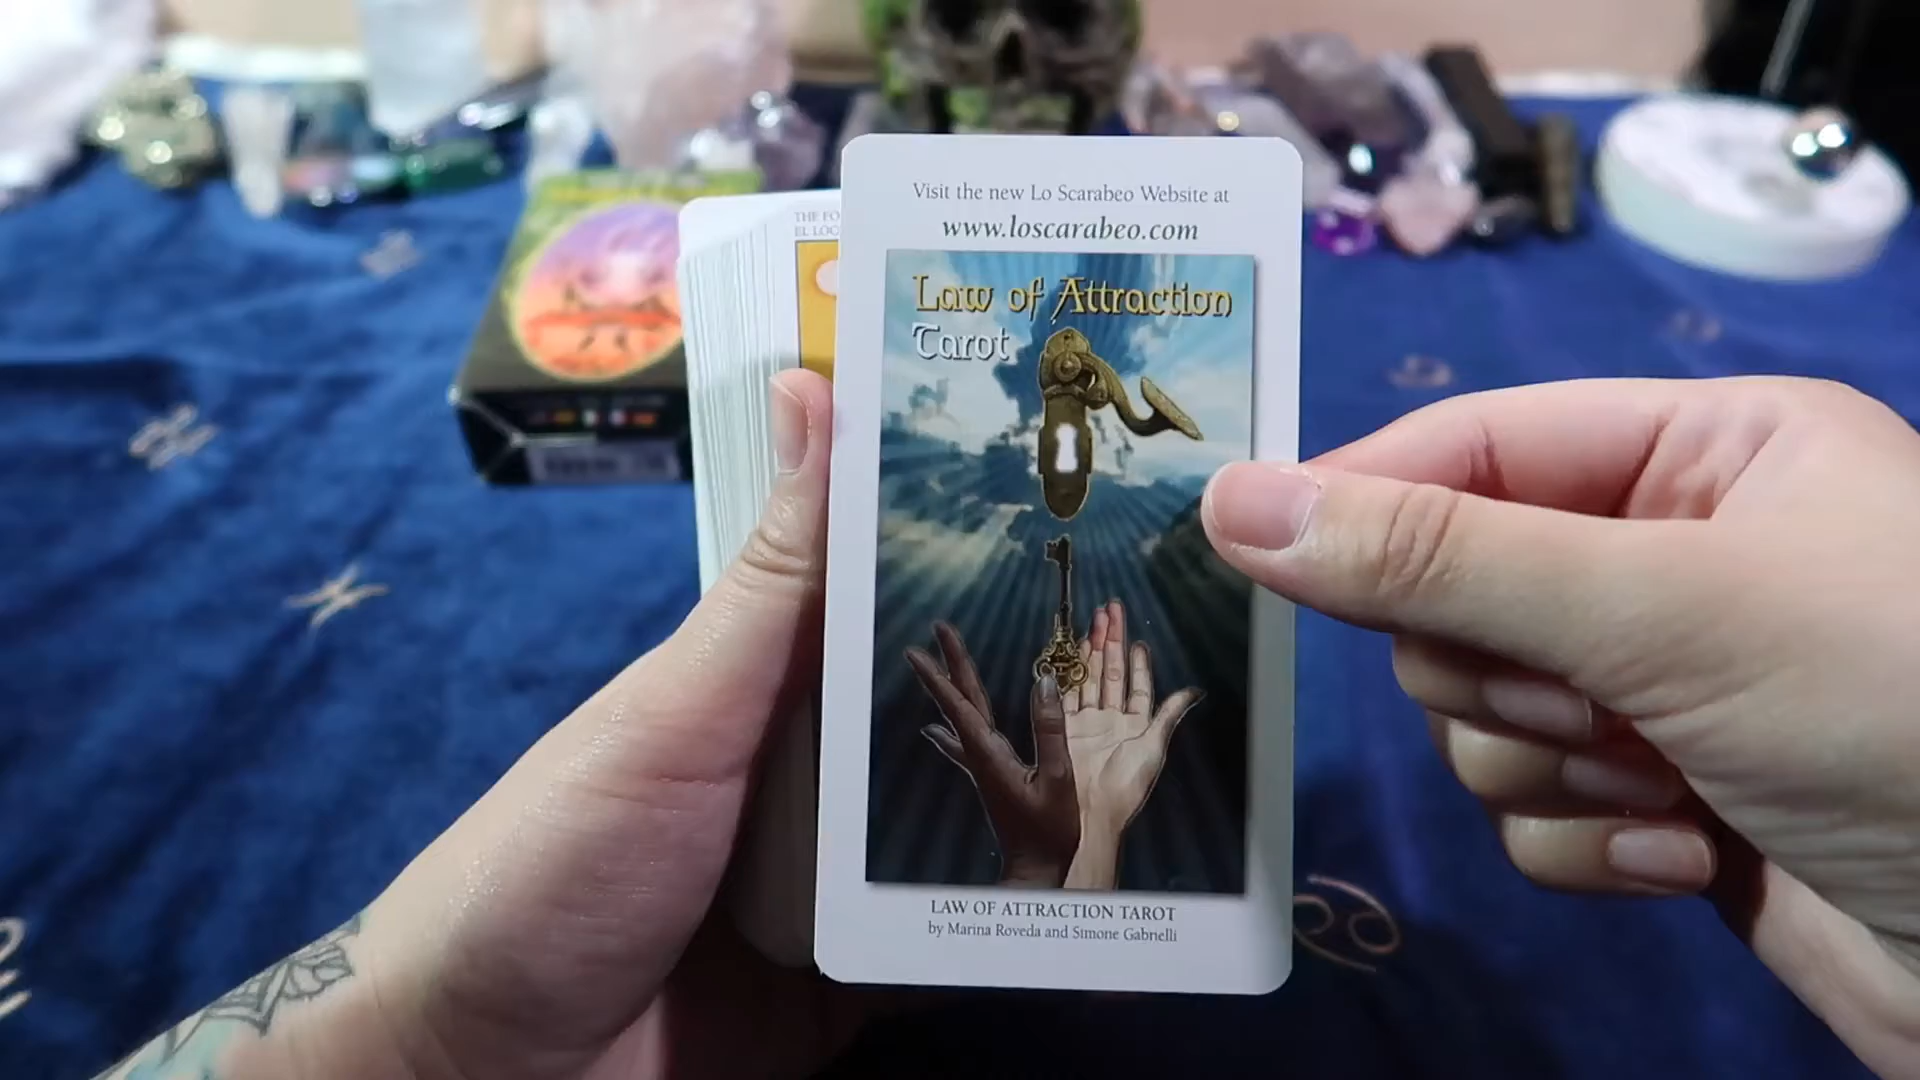 Visit the new Lo Scarabeo Website at
www.loscarabeo.com
Law of Attraction
Tarot
LAW OF ATTRACTION TAROT
by Marina Roveda and Simone Gabrielli
THE FO
EL LOC